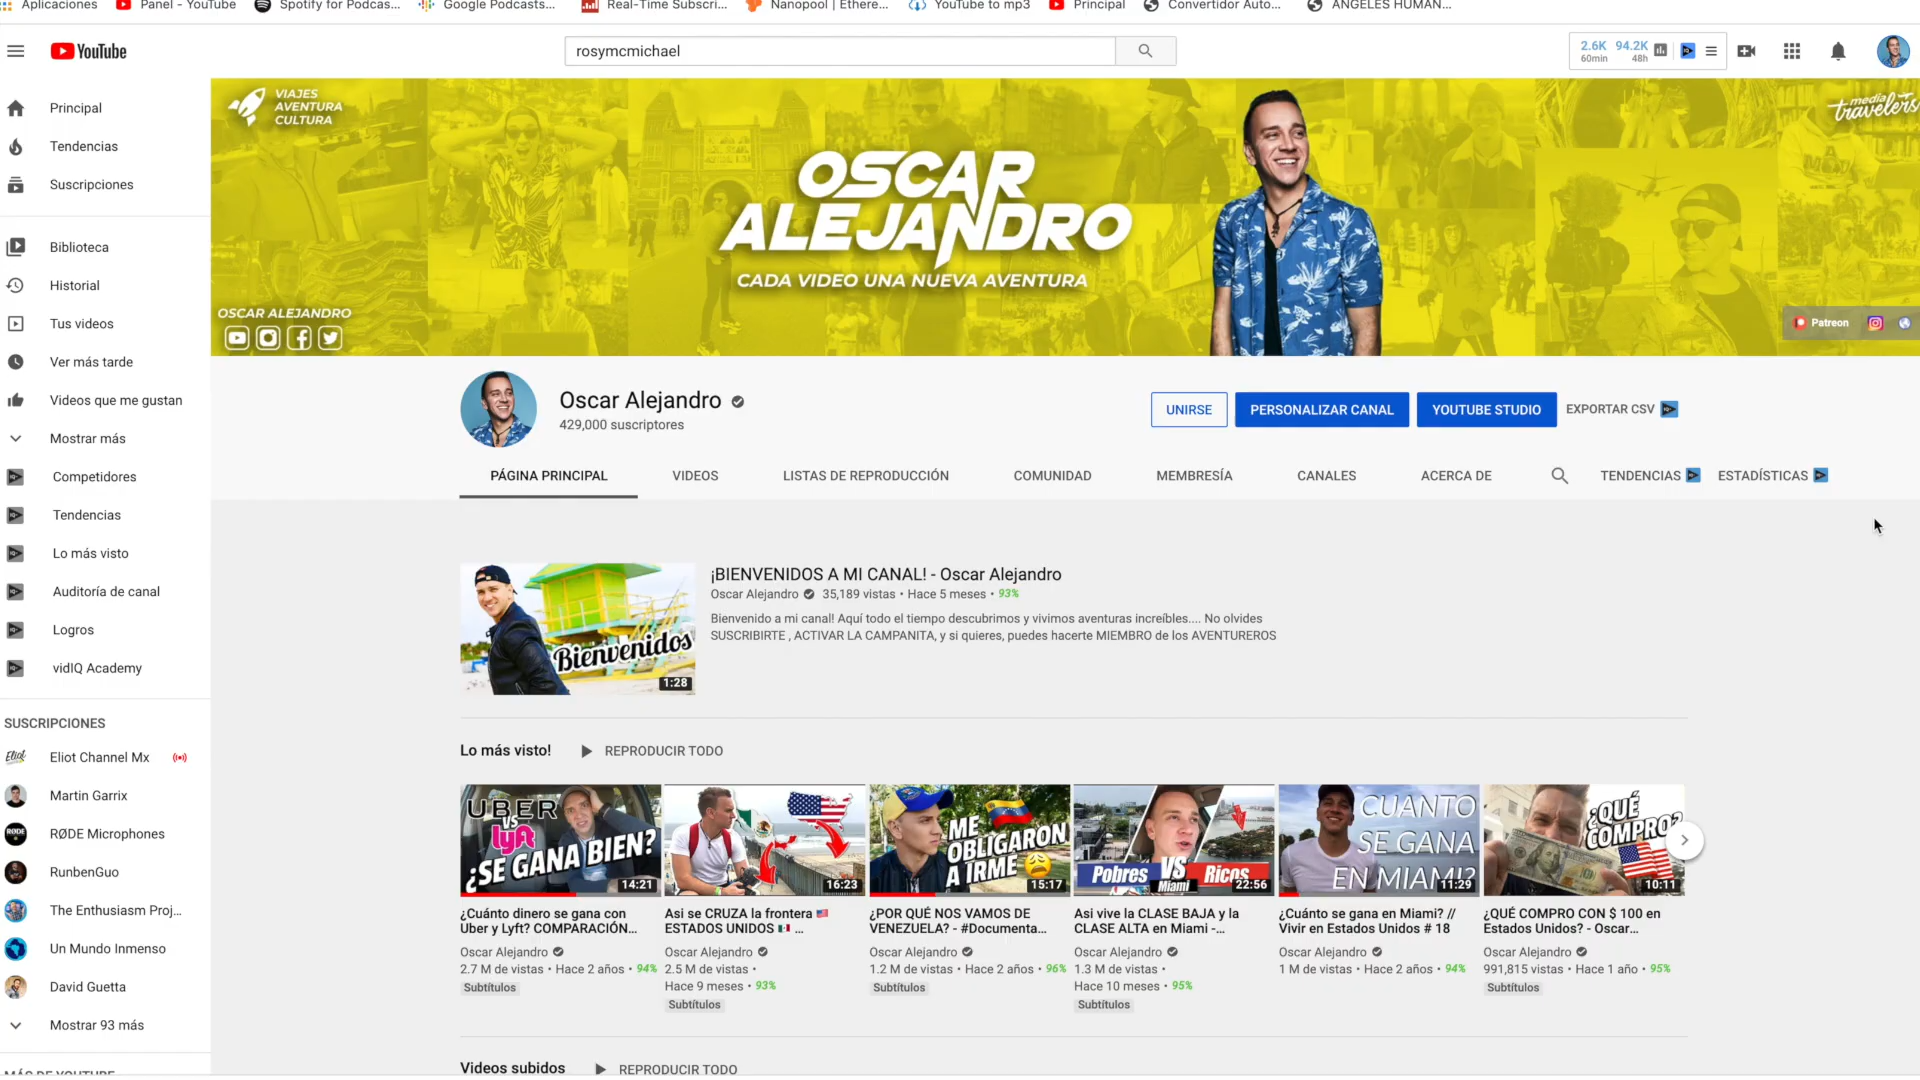 Aplicaciones Panel - YouTube Spotify for Podcas... Google Podcasts... Real-Time Subscri... Nanopool | Ethere... YouTube to mp3 Principal Convertidor Auto... ANGELES HUMAN...
YouTube
rosymcmichael
2.6K 94.2K
60min 48h
Principal
Tendencias
Suscripciones
Biblioteca
Historial
Tus videos
Ver más tarde
Videos que me gustan
Mostrar más
Competidores
Tendencias
Lo más visto
Auditoría de canal
Logros
vidIQ Academy
SUSCRIPCIONES
Eliot Channel Mx
Martin Garrix
RØDE Microphones
RunbenGuo
The Enthusiasm Proj...
Un Mundo Inmenso
David Guetta
Mostrar 93 más
MÁS DE YOUTUBE
VIAJES
AVENTURA
CULTURA
media
travelers
OSCAR
ALEJANDRO
CADA VIDEO UNA NUEVA AVENTURA
OSCAR ALEJANDRO
Patreon
Oscar Alejandro
429,000 suscriptores
UNIRSE PERSONALIZAR CANAL YOUTUBE STUDIO EXPORTAR CSV
PÁGINA PRINCIPAL VIDEOS LISTAS DE REPRODUCCIÓN COMUNIDAD MEMBRESÍA CANALES ACERCA DE TENDENCIAS ESTADÍSTICAS
Bienvenidos
1:28
¡BIENVENIDOS A MI CANAL! - Oscar Alejandro
Oscar Alejandro 35,189 vistas • Hace 5 meses • 93%
Bienvenido a mi canal! Aquí todo el tiempo descubrimos y vivimos aventuras increíbles.... No olvides
SUSCRIBIRTE , ACTIVAR LA CAMPANITA, y si quieres, puedes hacerte MIEMBRO de los AVENTUREROS
Lo más visto! REPRODUCIR TODO
UBER
VS
lyft
¿SE GANA BIEN?
14:21
¿Cuánto dinero se gana con
Uber y Lyft? COMPARACIÓN...
Oscar Alejandro
2.7 M de vistas • Hace 2 años • 94%
Subtítulos
16:23
Asi se CRUZA la frontera
ESTADOS UNIDOS ...
Oscar Alejandro
2.5 M de vistas •
Hace 9 meses • 93%
Subtítulos
ME
OBLIGARON
A IRME
15:17
¿POR QUÉ NOS VAMOS DE
VENEZUELA? - #Documenta...
Oscar Alejandro
1.2 M de vistas • Hace 2 años • 96%
Subtítulos
Pobres VS Ricos
Miami
22:56
Asi vive la CLASE BAJA y la
CLASE ALTA en Miami -...
Oscar Alejandro
1.3 M de vistas •
Hace 10 meses • 95%
Subtítulos
CUANTO
SE GANA
EN MIAMI?
11:29
¿Cuánto se gana en Miami? //
Vivir en Estados Unidos # 18
Oscar Alejandro
1 M de vistas • Hace 2 años • 94%
¿QUÉ
COMPRO?
10:11
¿QUÉ COMPRO CON $ 100 en
Estados Unidos? - Oscar...
Oscar Alejandro
991,815 vistas • Hace 1 año • 95%
Subtítulos
Videos subidos REPRODUCIR TODO